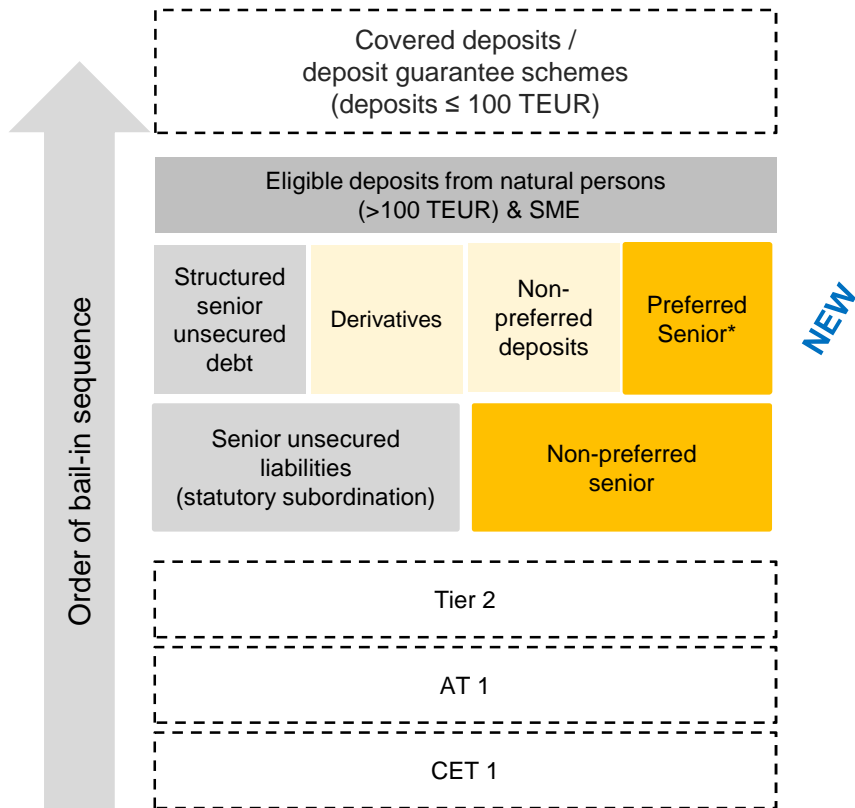 Covered deposits /
deposit guarantee schemes
(deposits ≤ 100 TEUR)
Eligible deposits from natural persons
(>100 TEUR) & SME
Structured
senior
unsecured
debt
Derivatives
Non-
preferred
deposits
Preferred
Senior*
NEW
Senior unsecured
liabilities
(statutory subordination)
Non-preferred
senior
Tier 2
AT 1
CET 1
Order of bail-in sequence